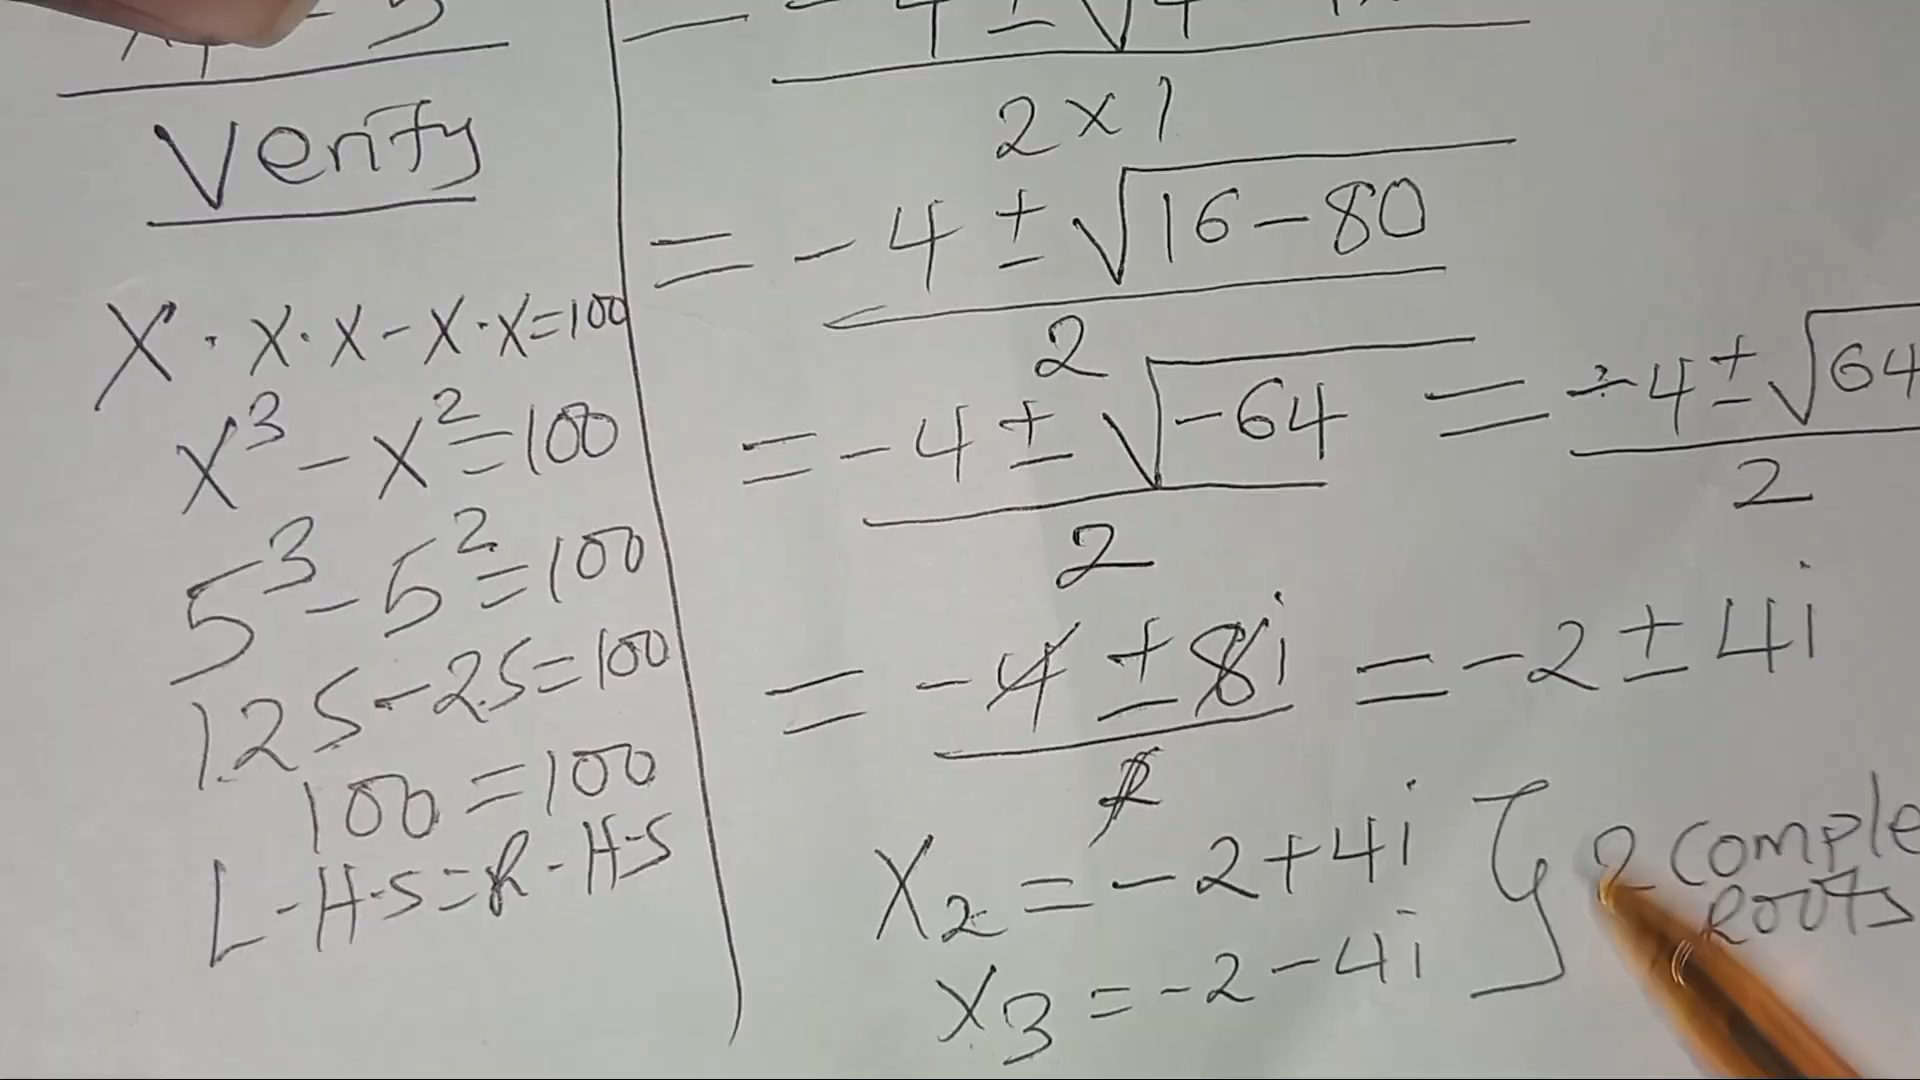 Verify
X · X · X - X · X = 100
X³ - X² = 100
5³ - 5² = 100
125 - 25 = 100
100 = 100
L-H-S = R-H-S
2 × 1
= -4 ± √16 - 80
2
= -4 ± √-64 = -4 ± √64
2 2
= -4 ± 8i = -2 ± 4i
2
X₂ = -2 + 4i
X₃ = -2 - 4i
2 Comple
Roots